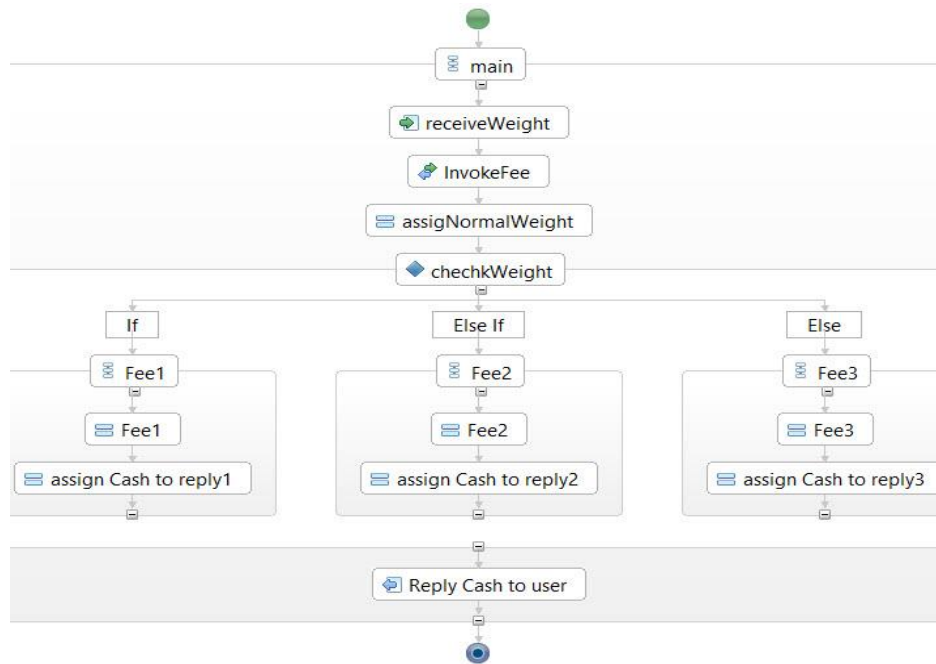 main
receiveWeight
InvokeFee
assigNormalWeight
chechkWeight
If
Else If
Else
Fee1
Fee2
Fee3
Fee1
Fee2
Fee3
assign Cash to reply1
assign Cash to reply2
assign Cash to reply3
Reply Cash to user